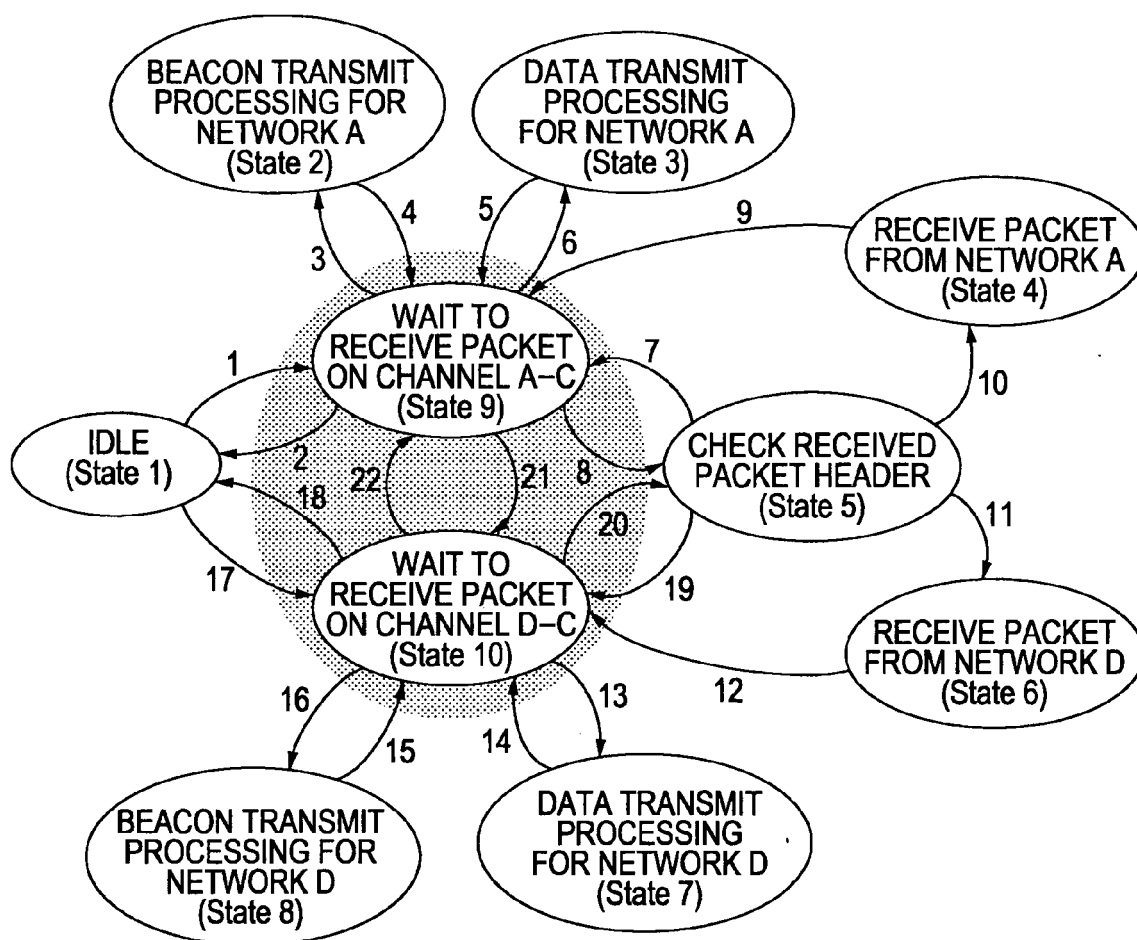 BEACON TRANSMIT
PROCESSING FOR
NETWORK A
(State 2)
DATA TRANSMIT
PROCESSING
FOR NETWORK A
(State 3)
3
4
5
6
9
RECEIVE PACKET
FROM NETWORK A
(State 4)
WAIT TO
RECEIVE PACKET
ON CHANNEL A–C
(State 9)
1
7
10
IDLE
(State 1)
2
8
CHECK RECEIVED
PACKET HEADER
(State 5)
18
22
21
20
11
17
19
WAIT TO
RECEIVE PACKET
ON CHANNEL D–C
(State 10)
RECEIVE PACKET
FROM NETWORK D
(State 6)
12
16
15
14
13
BEACON TRANSMIT
PROCESSING FOR
NETWORK D
(State 8)
DATA TRANSMIT
PROCESSING
FOR NETWORK D
(State 7)